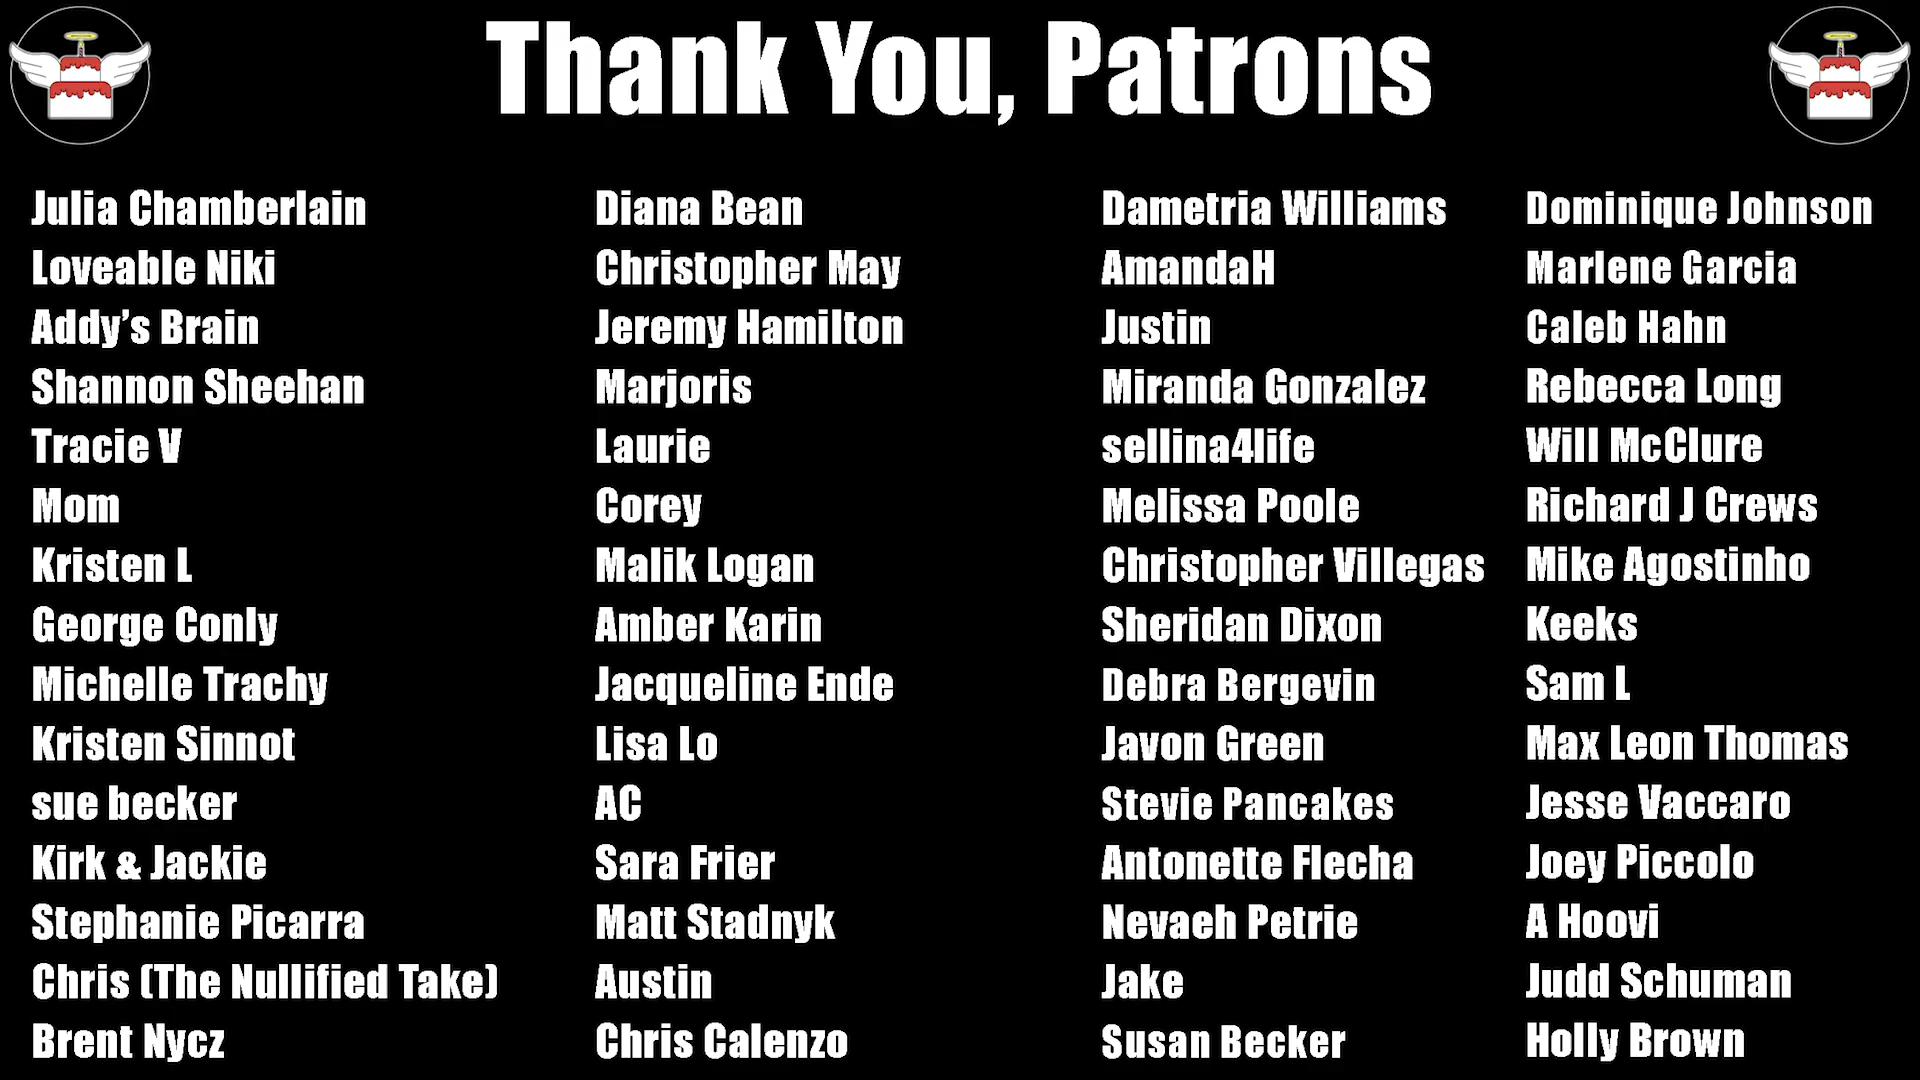 Thank You, Patrons
Julia Chamberlain
Loveable Niki
Addy’s Brain
Shannon Sheehan
Tracie V
Mom
Kristen L
George Conly
Michelle Trachy
Kristen Sinnot
sue becker
Kirk & Jackie
Stephanie Picarra
Chris (The Nullified Take)
Brent Nycz
Diana Bean
Christopher May
Jeremy Hamilton
Marjoris
Laurie
Corey
Malik Logan
Amber Karin
Jacqueline Ende
Lisa Lo
AC
Sara Frier
Matt Stadnyk
Austin
Chris Calenzo
Dametria Williams
AmandaH
Justin
Miranda Gonzalez
sellina4life
Melissa Poole
Christopher Villegas
Sheridan Dixon
Debra Bergevin
Javon Green
Stevie Pancakes
Antonette Flecha
Nevaeh Petrie
Jake
Susan Becker
Dominique Johnson
Marlene Garcia
Caleb Hahn
Rebecca Long
Will McClure
Richard J Crews
Mike Agostinho
Keeks
Sam L
Max Leon Thomas
Jesse Vaccaro
Joey Piccolo
A Hoovi
Judd Schuman
Holly Brown